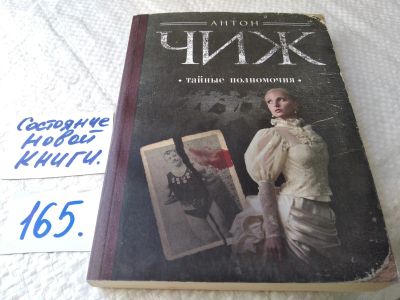 АНТОН
ЧИЖ
• тайные полномочия •
Состояние
новой
книги.
165.